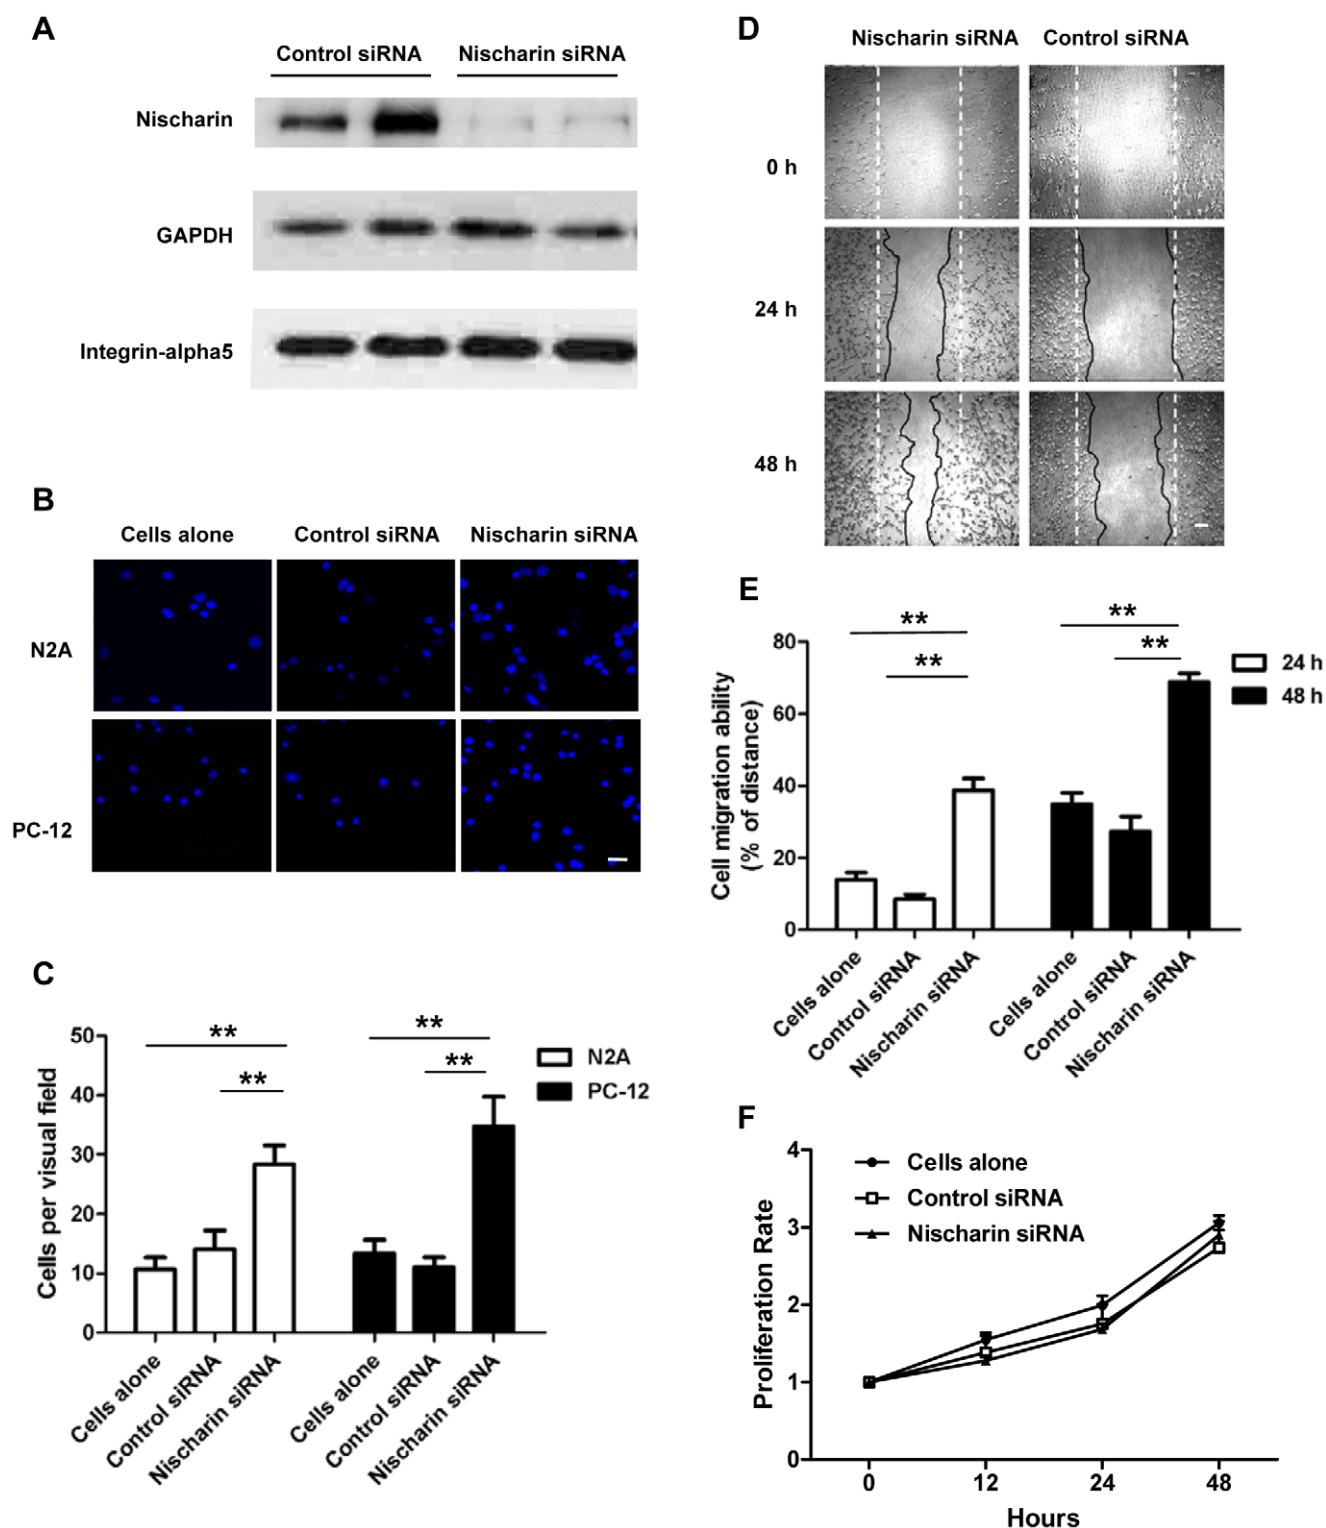 A
Control siRNA
Nischarin siRNA
Nischarin
GAPDH
Integrin-alpha5
B
Cells alone
Control siRNA
Nischarin siRNA
N2A
PC-12
C
Cells per visual field
50
40
30
20
10
0
**
**
**
**
N2A
PC-12
Cells alone
Control siRNA
Nischarin siRNA
Cells alone
Control siRNA
Nischarin siRNA
D
Nischarin siRNA
Control siRNA
0 h
24 h
48 h
E
Cell migration ability
(% of distance)
80
60
40
20
0
**
**
**
**
24 h
48 h
Cells alone
Control siRNA
Nischarin siRNA
Cells alone
Control siRNA
Nischarin siRNA
F
Proliferation Rate
4
3
2
1
0
Cells alone
Control siRNA
Nischarin siRNA
0
12
24
48
Hours